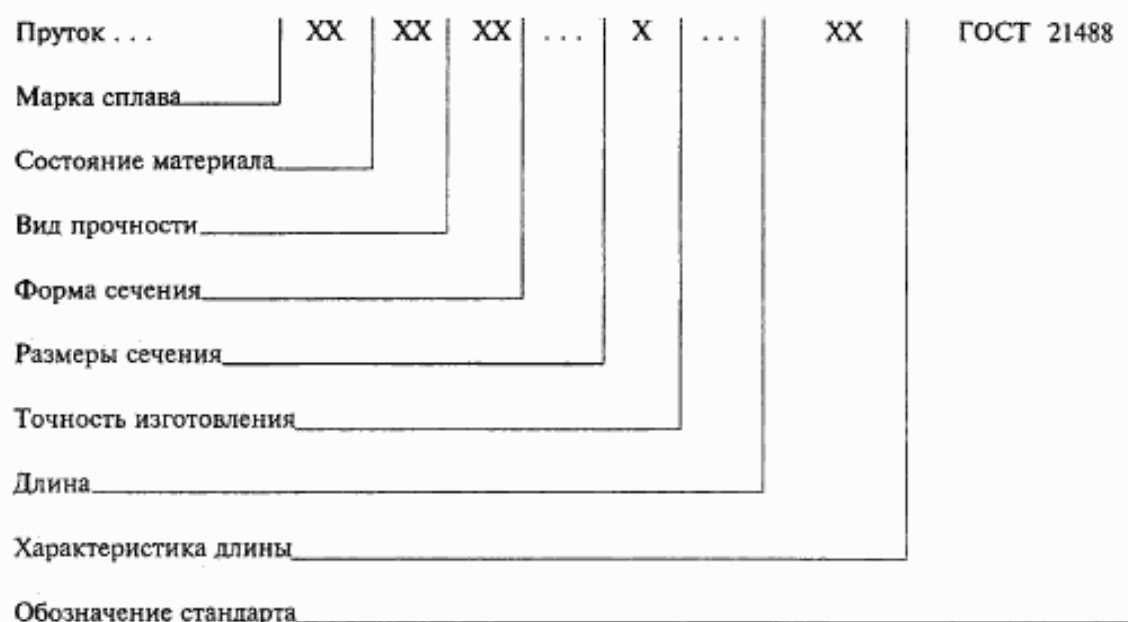 Пруток . . . XX XX XX . . . X . . . XX ГОСТ 21488
Марка сплава
Состояние материала
Вид прочности
Форма сечения
Размеры сечения
Точность изготовления
Длина
Характеристика длины
Обозначение стандарта